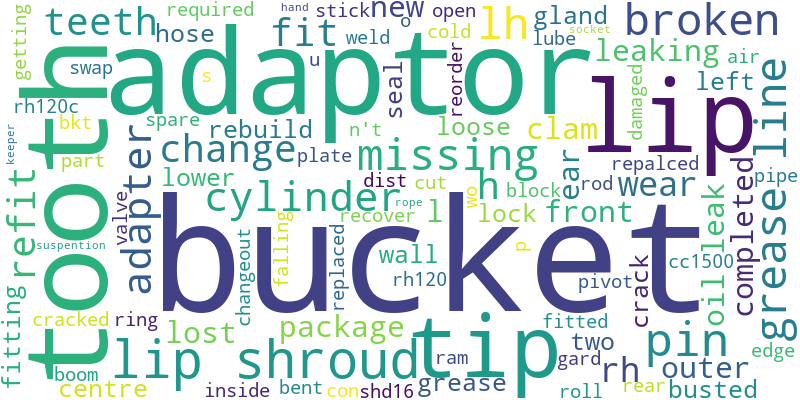 getting
required
hand
stick
new
open
lh
gland
broken
teeth
hose
fit
weld
o
cold
lube
socket
adaptor
swap
u
reorder
leaking
air
tooth
rh120c
s
seal
lip
damaged
left
line
keeper
bkt
spare
rebuild
n't
loose
clam
part
change
plate
missing
ear
repalced
adapter
lower
cylinder
dist
cut
h
wo
block
rod
wear
pipe
refit
valve
recover
rope
l
lock
front
completed
suspention
bucket
falling
changeout
replaced
wall
rh120
p
oil
leak
cc1500
grease
fitting
cracked
ring
lost
package
pivot
crack
boom
lip shroud
tip
ram
fitted
two
pin
edge
gard
rh
outer
centre
inside
bent
con
shd16
grease
roll
rear
busted